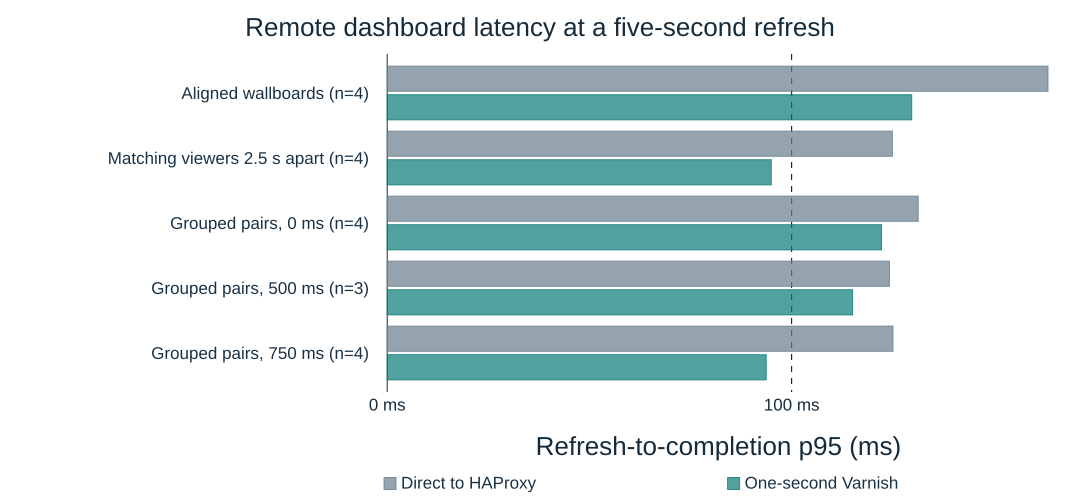 Remote dashboard latency at a five-second refresh
Aligned wallboards (n=4)
Matching viewers 2.5 s apart (n=4)
Grouped pairs, 0 ms (n=4)
Grouped pairs, 500 ms (n=3)
Grouped pairs, 750 ms (n=4)
0 ms
100 ms
Refresh-to-completion p95 (ms)
Direct to HAProxy
One-second Varnish